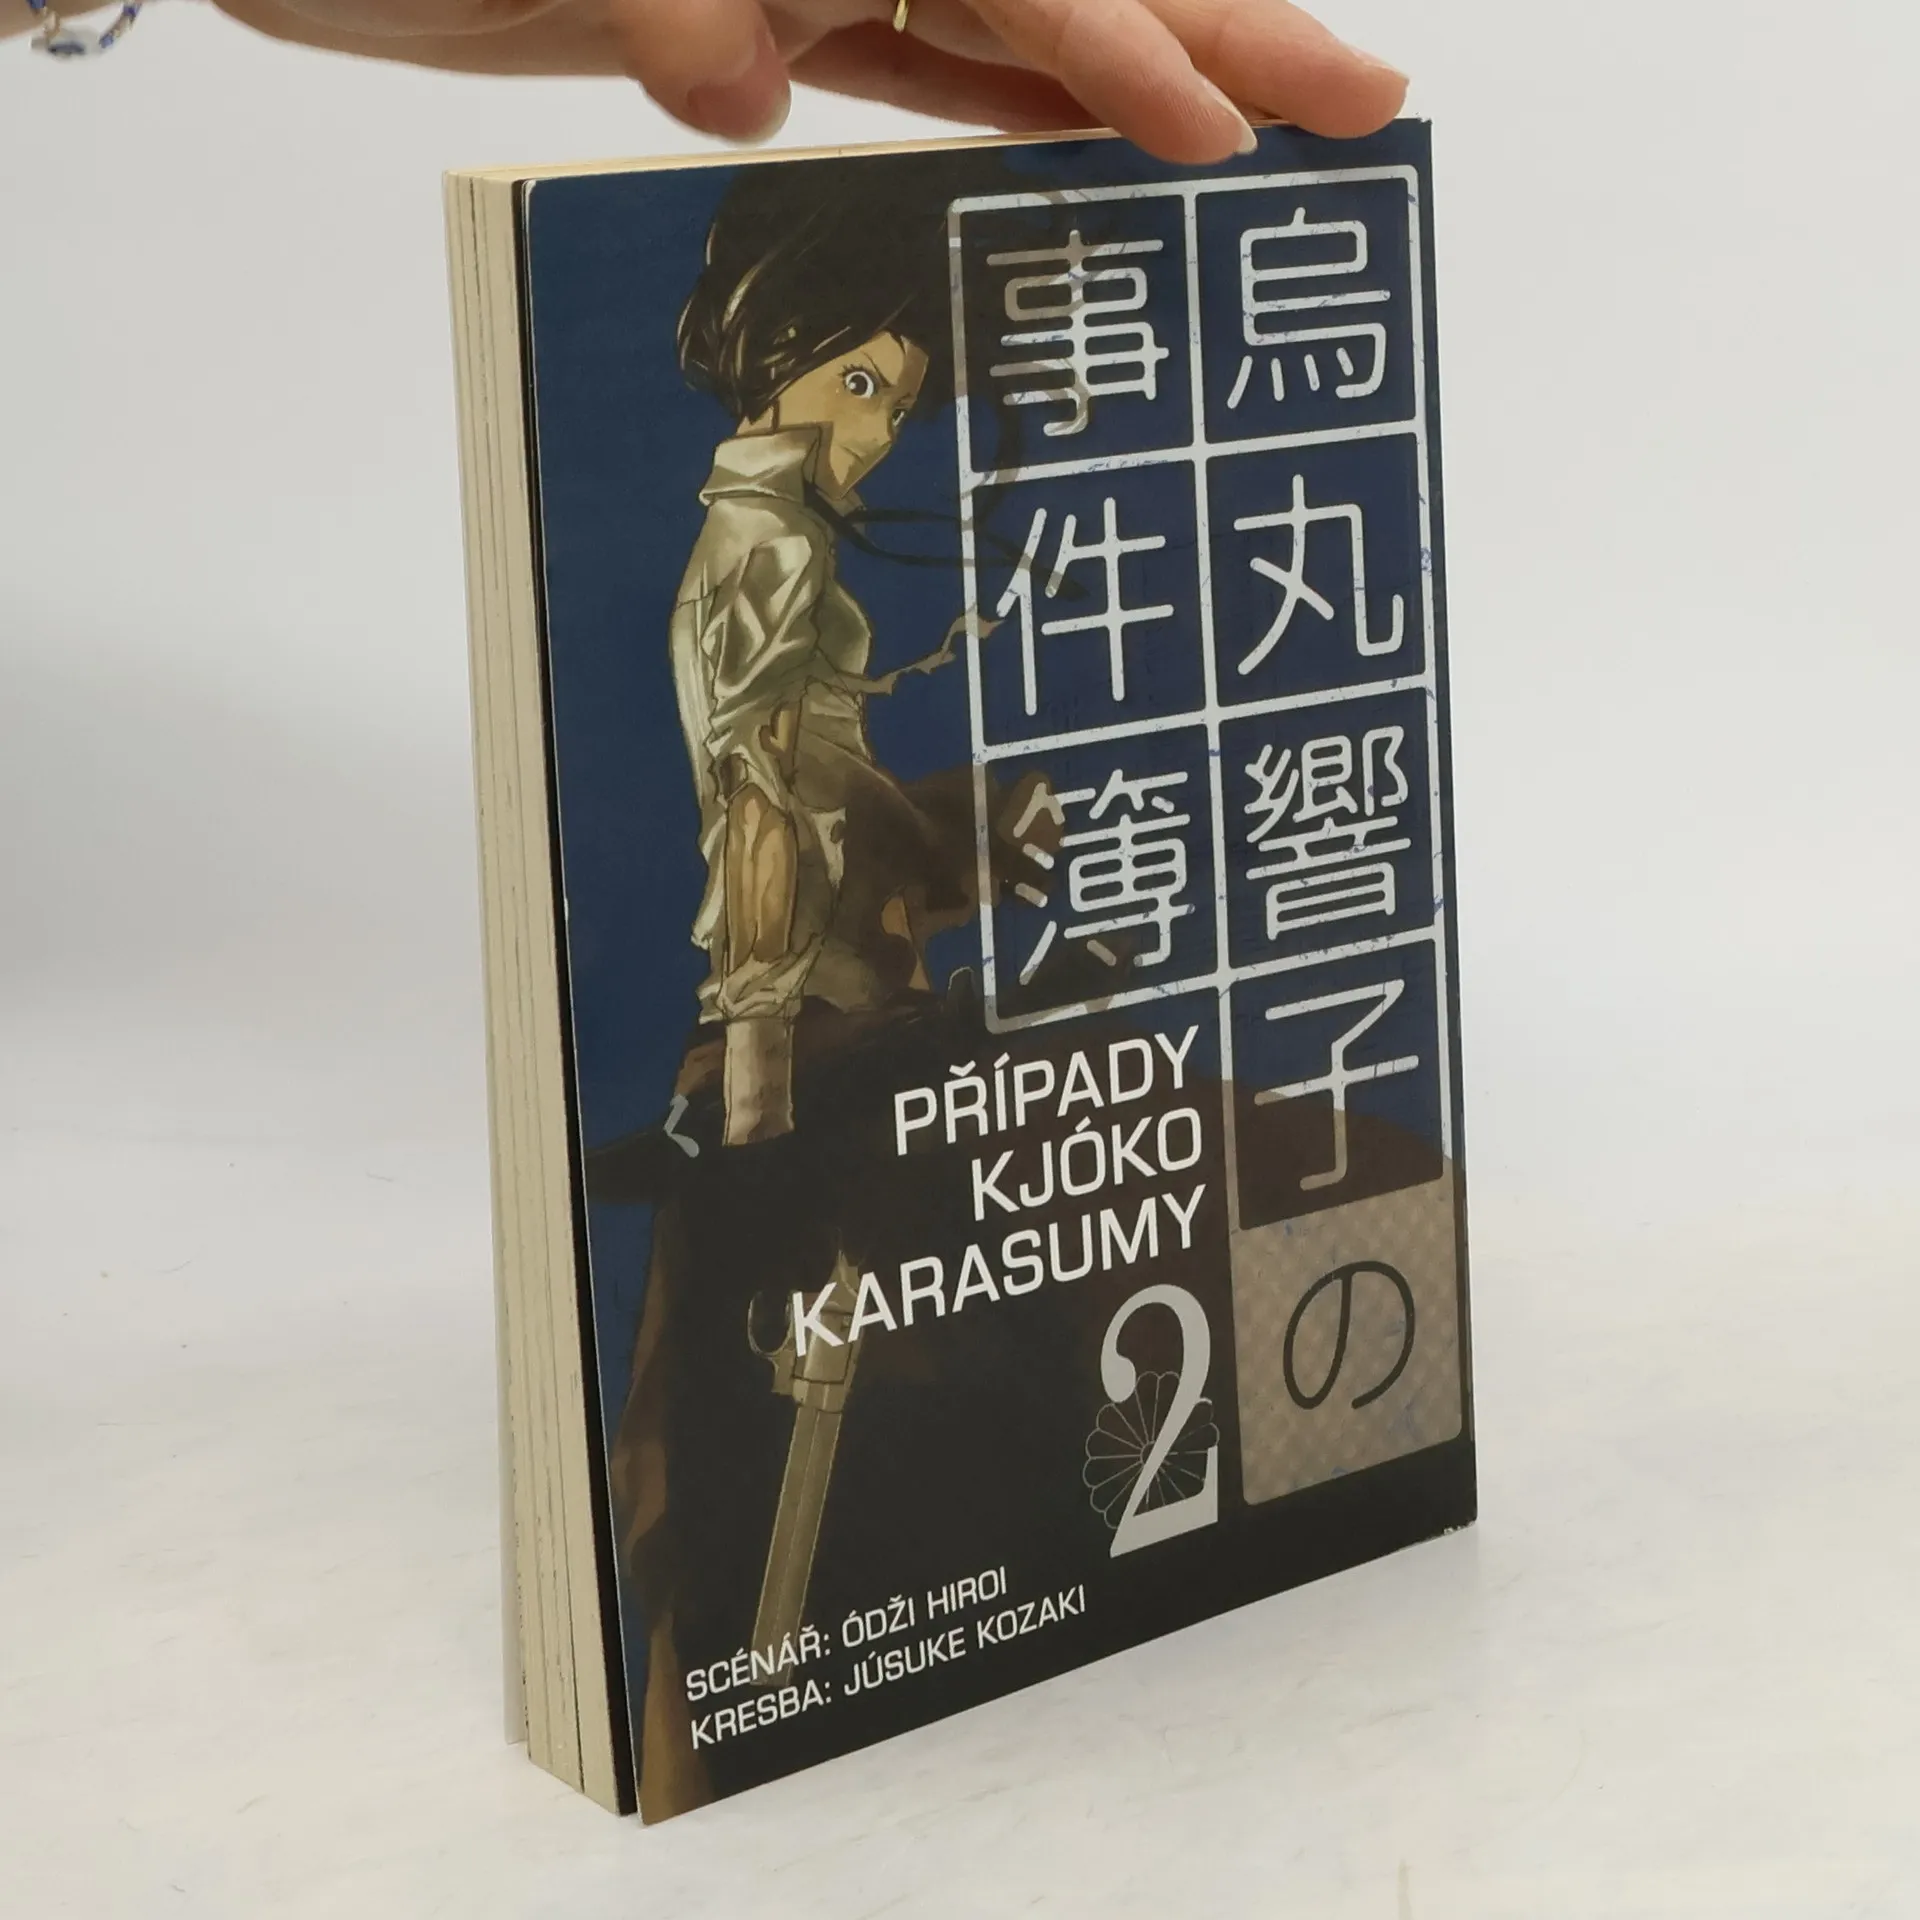 烏丸響子の
事件簿
PŘÍPADY
KJÓKO
KARASUMY
2
SCÉNÁŘ: ÓDŽI HIROI
KRESBA: JÚSUKE KOZAKI